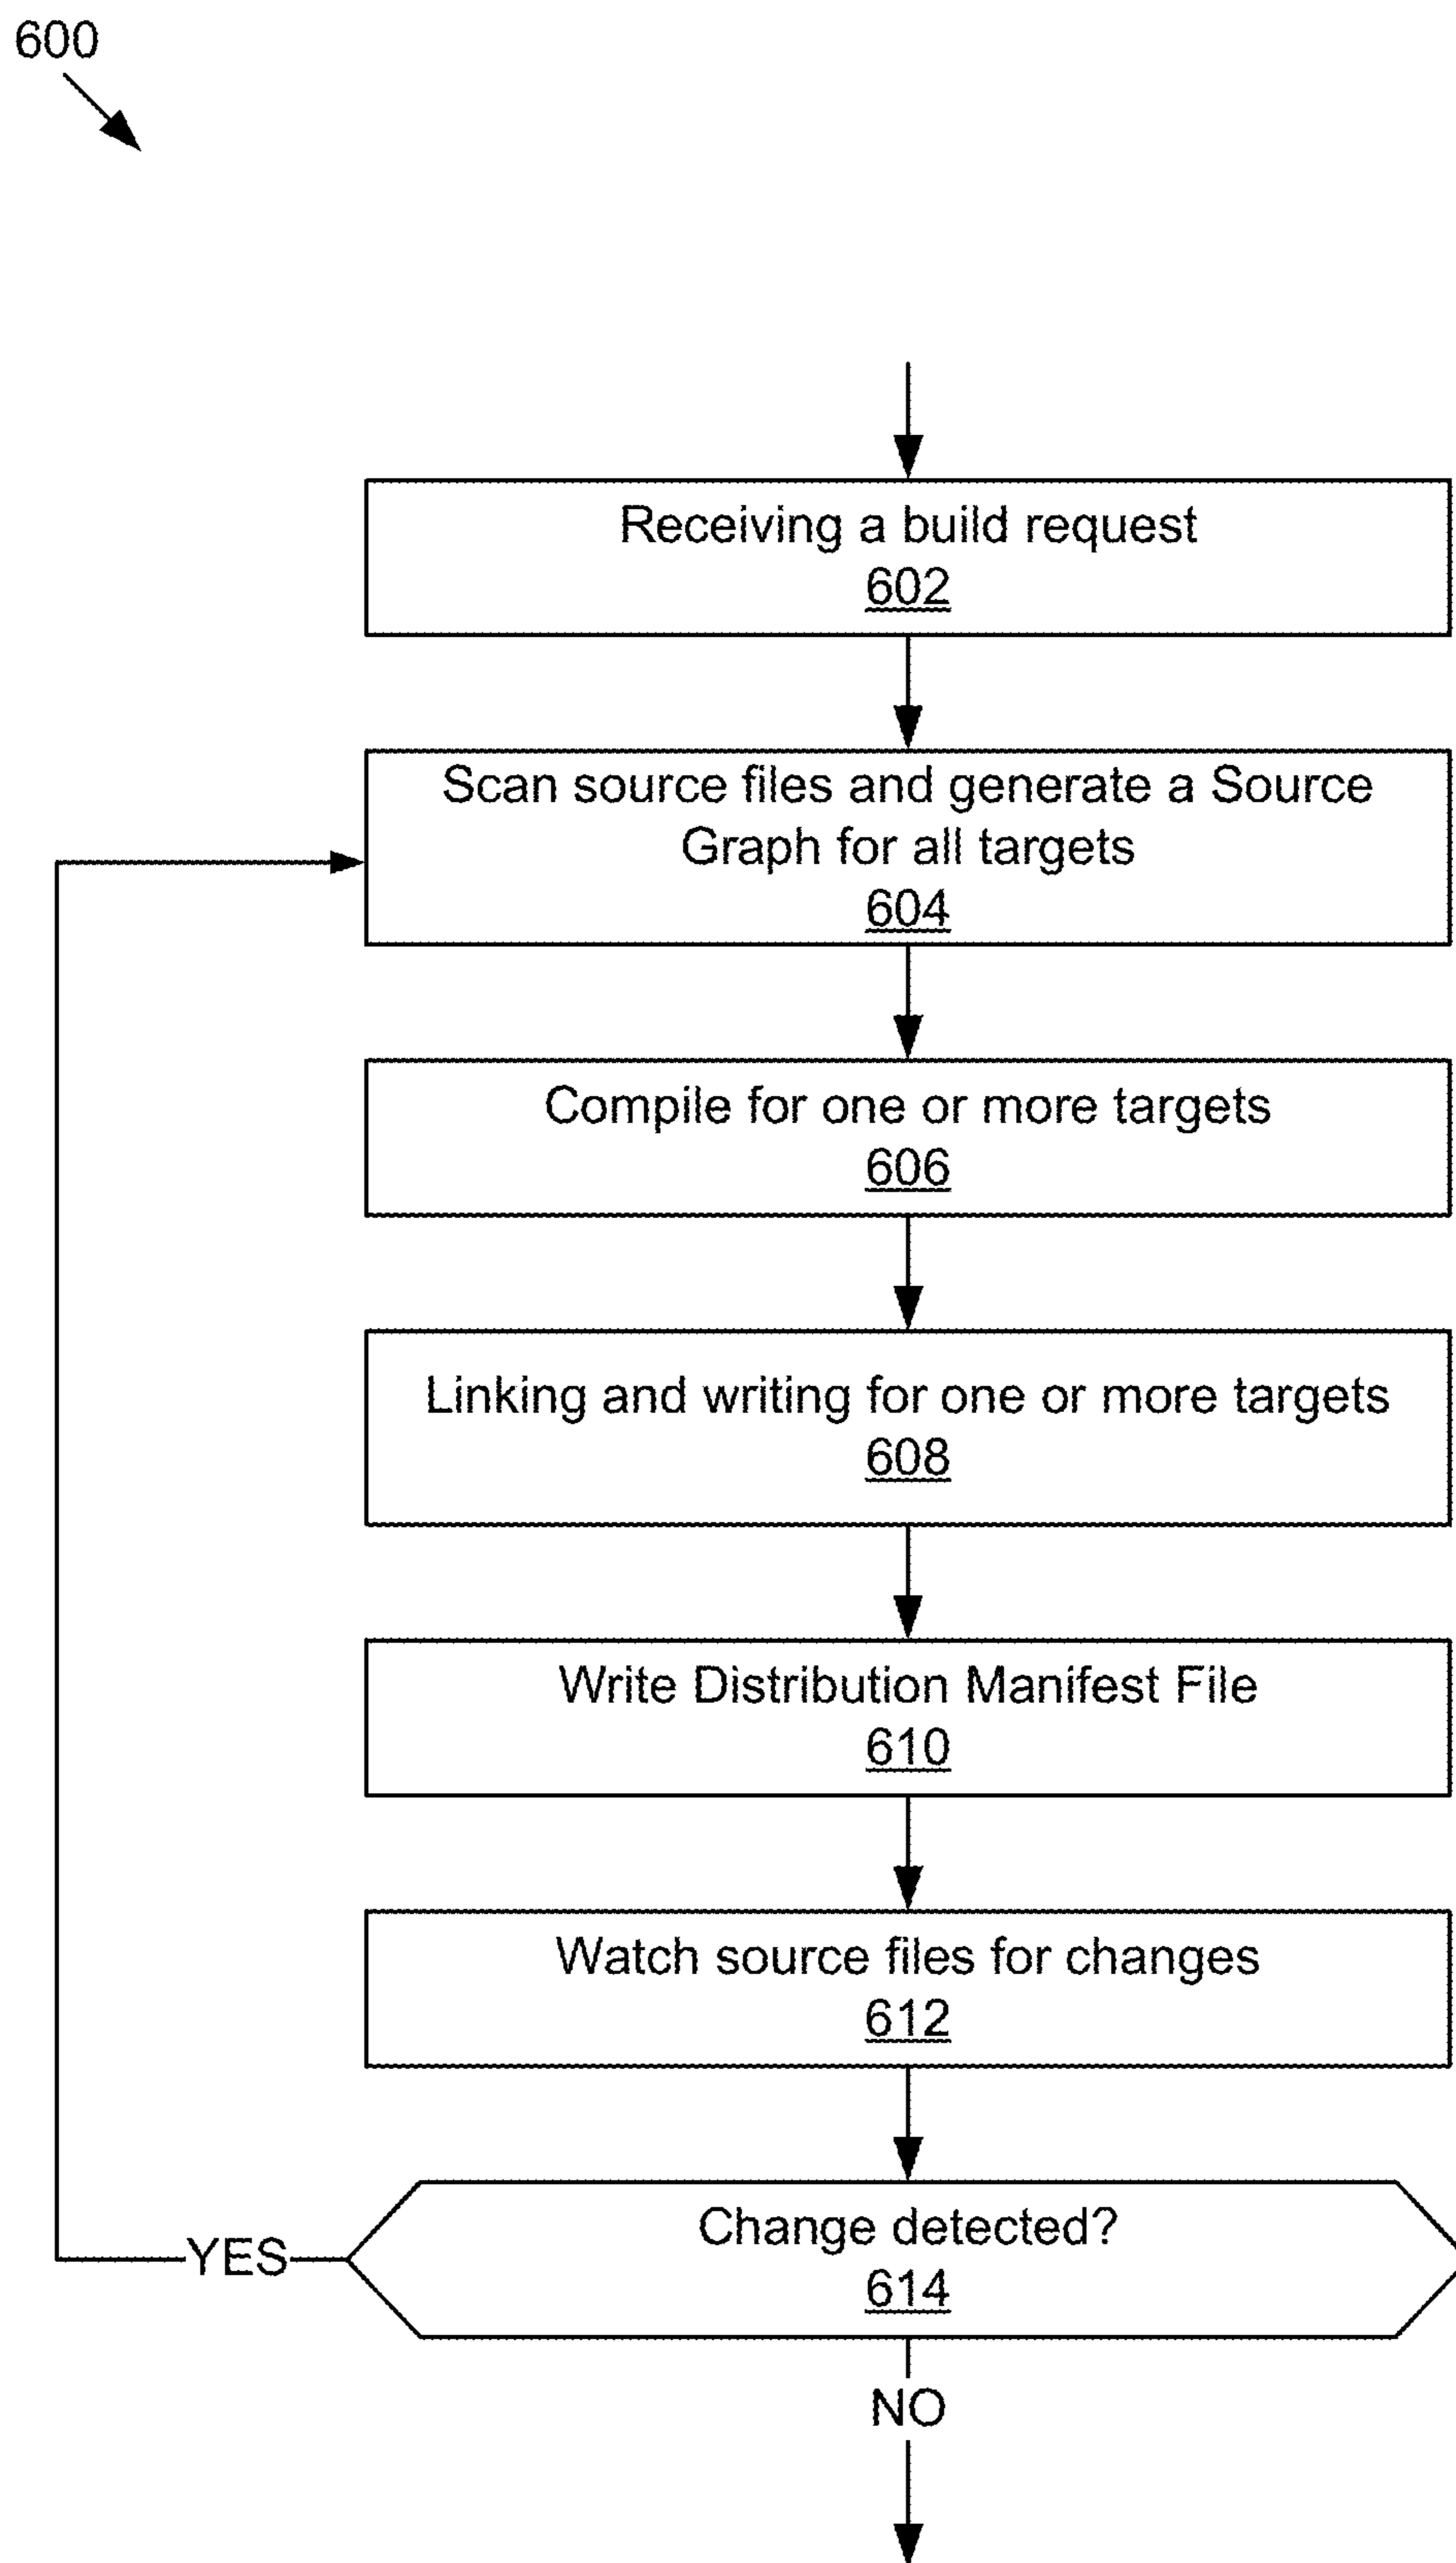 600
Receiving a build request
602
Scan source files and generate a Source
Graph for all targets
604
Compile for one or more targets
606
Linking and writing for one or more targets
608
Write Distribution Manifest File
610
Watch source files for changes
612
Change detected?
614
YES
NO